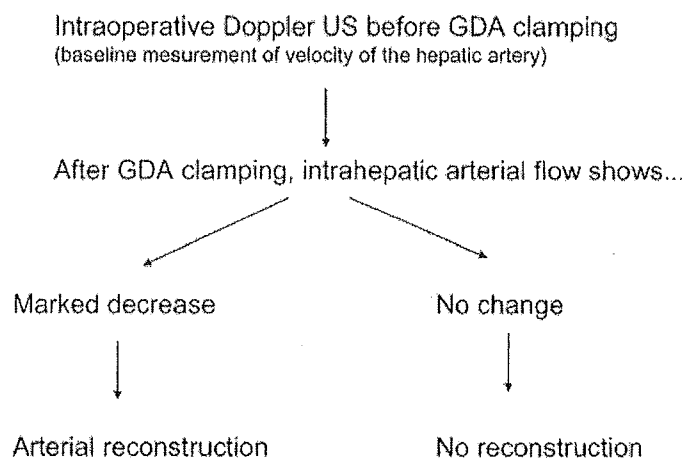 Intraoperative Doppler US before GDA clamping
(baseline mesurement of velocity of the hepatic artery)
After GDA clamping, intrahepatic arterial flow shows...
Marked decrease
No change
Arterial reconstruction
No reconstruction